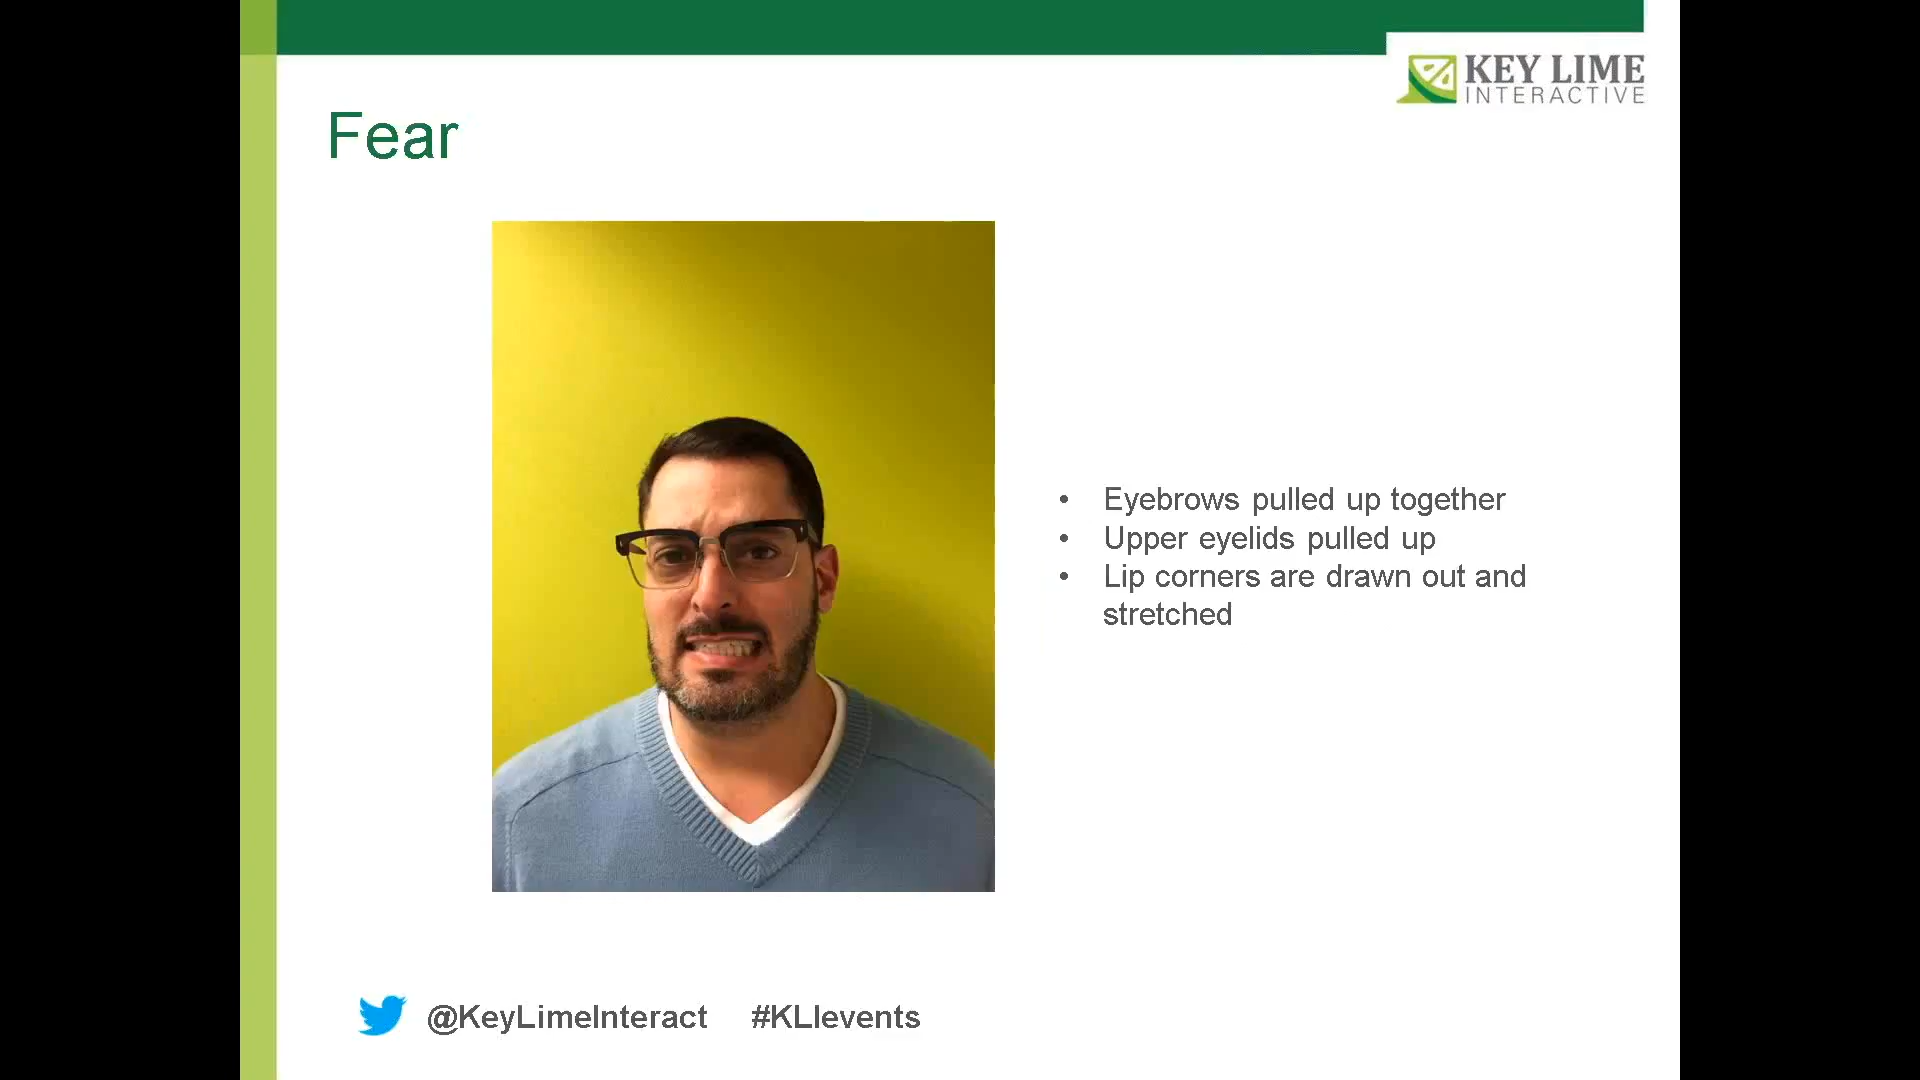 KEY LIME
INTERACTIVE
Fear
• Eyebrows pulled up together
• Upper eyelids pulled up
• Lip corners are drawn out and
stretched
@KeyLimeInteract #KLIevents